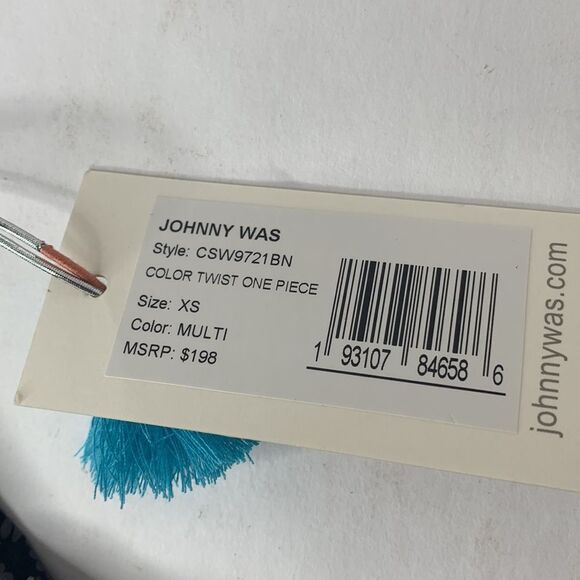 JOHNNY WAS
Style: CSW9721BN
COLOR TWIST ONE PIECE
Size: XS
Color: MULTI
MSRP: $198
1 93107 84658 6
johnnywas.com